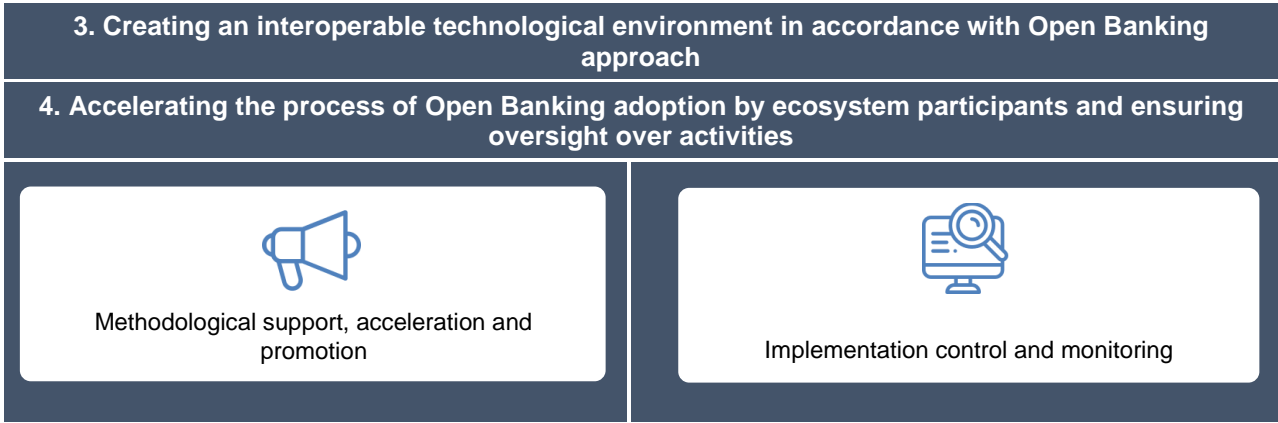 3. Creating an interoperable technological environment in accordance with Open Banking
approach
4. Accelerating the process of Open Banking adoption by ecosystem participants and ensuring
oversight over activities
Methodological support, acceleration and
promotion
Implementation control and monitoring